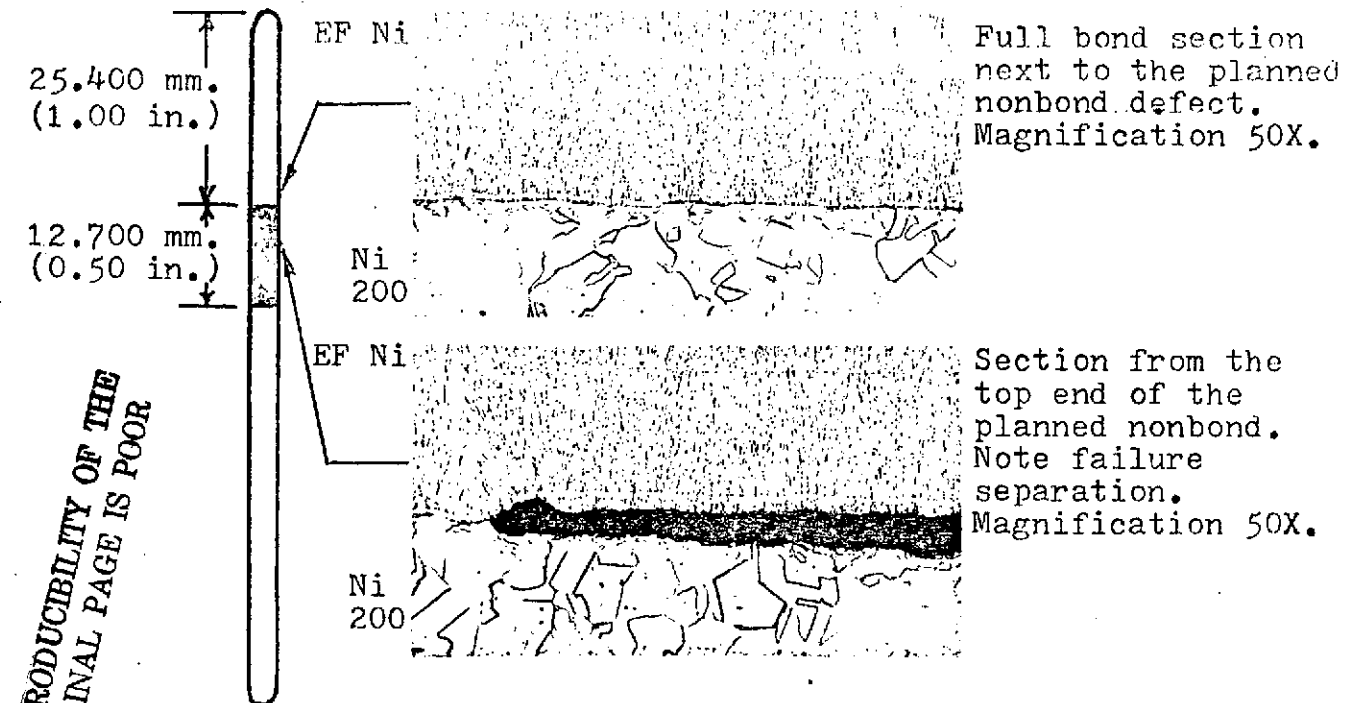 25.400 mm.
(1.00 in.)
12.700 mm.
(0.50 in.)
EF Ni
Ni
200
Full bond section
next to the planned
nonbond defect.
Magnification 50X.
EF Ni
Ni
200
Section from the
top end of the
planned nonbond.
Note failure
separation.
Magnification 50X.
RODUCIBILITY OF THE
INAL PAGE IS POOR